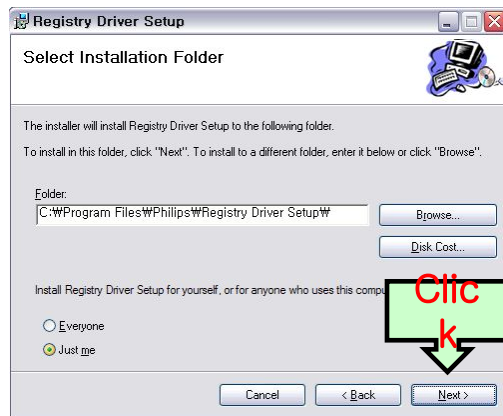 Registry Driver Setup
Select Installation Folder
The installer will install Registry Driver Setup to the following folder.
To install in this folder, click "Next". To install to a different folder, enter it below or click "Browse".
Folder:
C:₩Program Files₩Philips₩Registry Driver Setup₩
Browse...
Disk Cost...
Install Registry Driver Setup for yourself, or for anyone who uses this
Everyone
Just me
Clic
k
Cancel
< Back
Next >